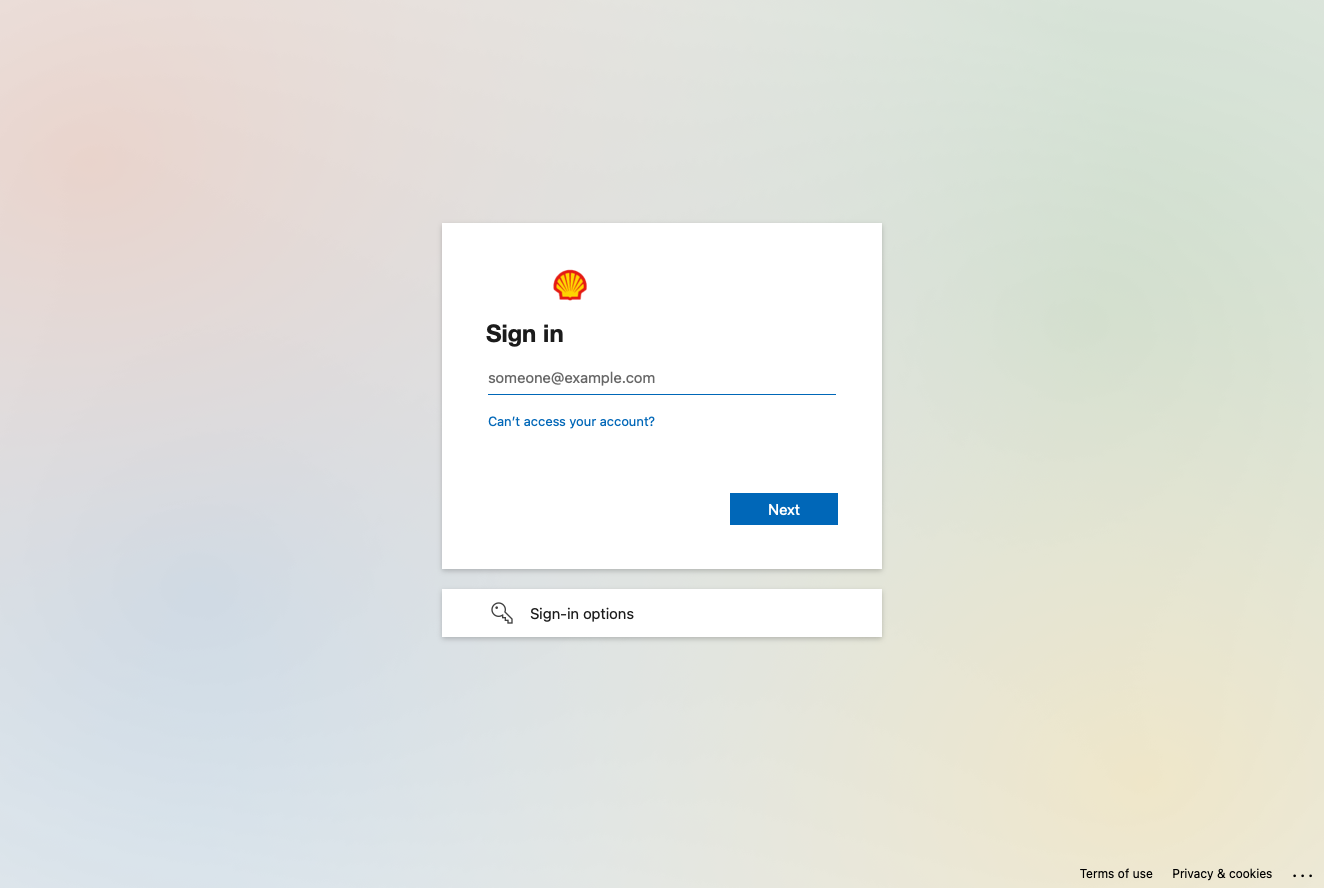 Sign in
someone@example.com
Can't access your account?
Next
Sign-in options
Terms of use Privacy & cookies ...